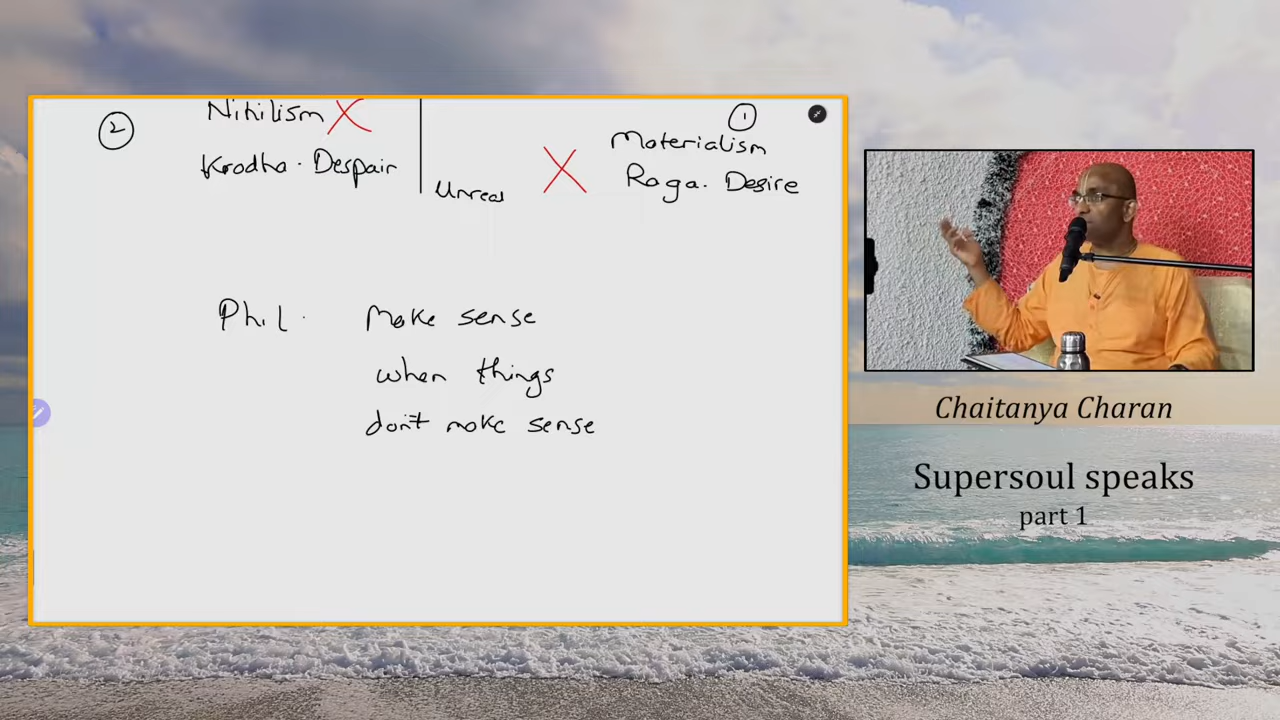 2
Nihilism
Krodha. Despair
Unreal
1
Materialism
Raga. Desire
Phil. Make sense
when things
don't make sense
Chaitanya Charan
Supersoul speaks
part 1